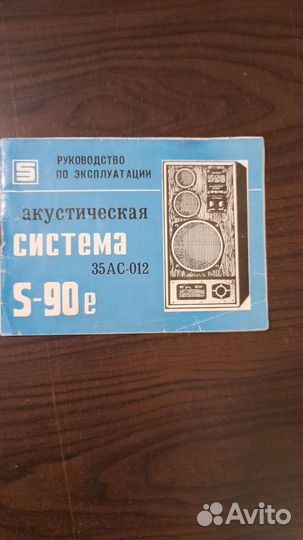 РУКОВОДСТВО
ПО ЭКСПЛУАТАЦИИ
акустическая
система
35АС-012
S-90е
Avito